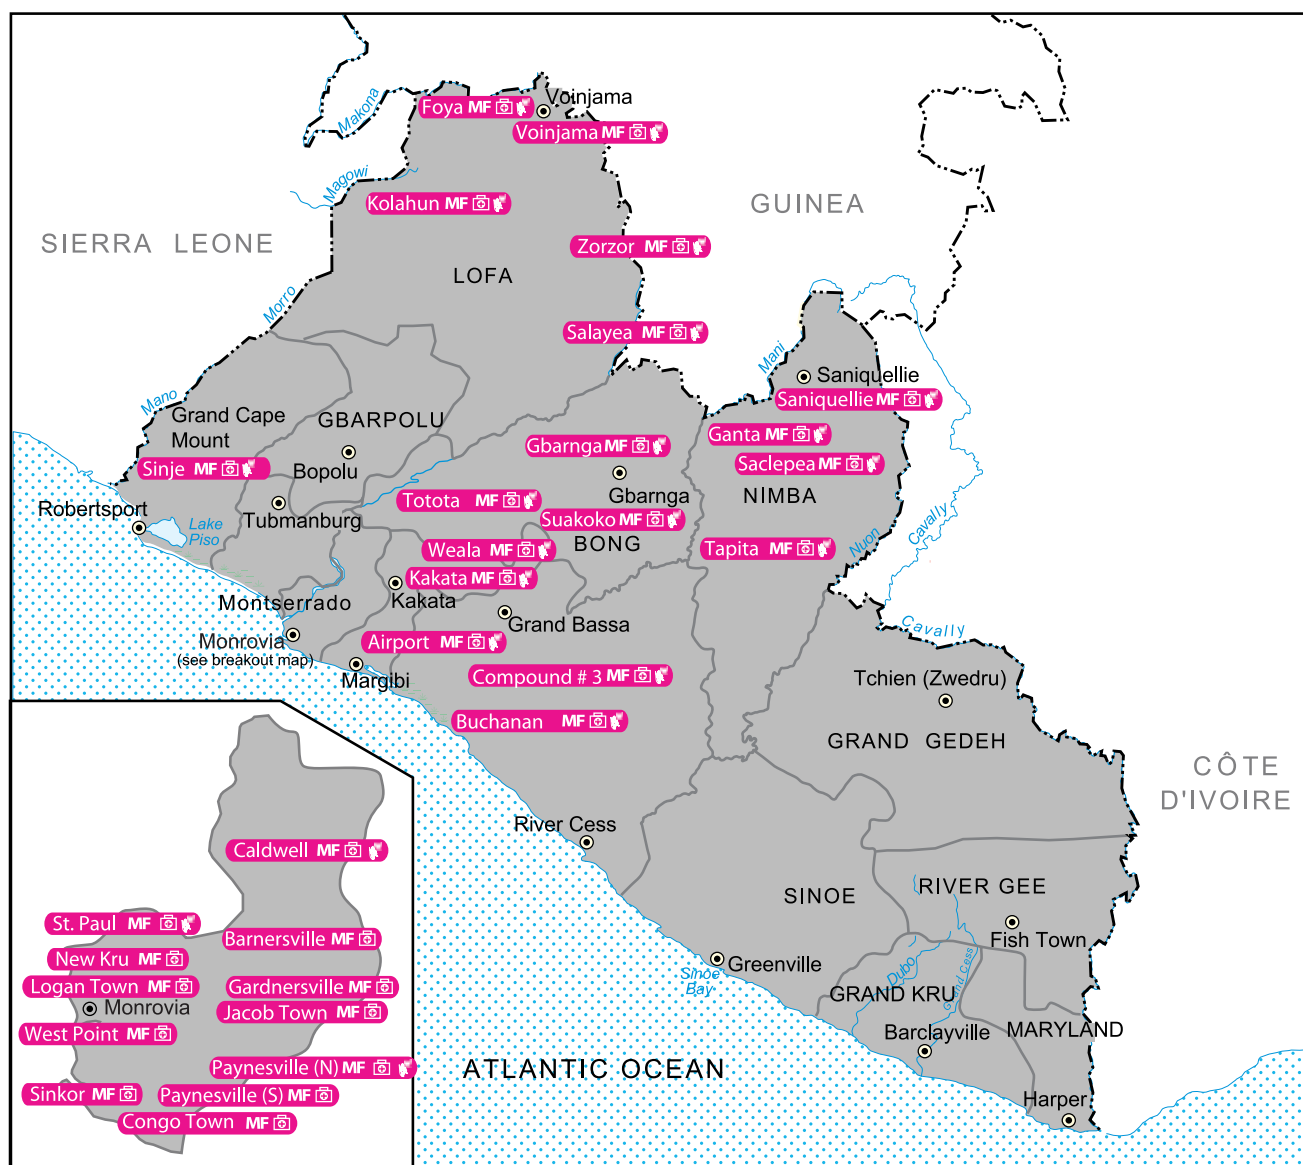 Makona
Foya MF
Voinjama
Voinjama MF
Magowi
Kolahun MF
GUINEA
SIERRA LEONE
Zorzor MF
LOFA
Morro
Salayea MF
Mani
Saniquellie
Mano
Saniquellie MF
Grand Cape
Mount
GBARPOLU
Ganta MF
Gbarnga MF
Sinje MF
Bopolu
Saclepea MF
Gbarnga
NIMBA
Totota MF
Robertsport
Tubmanburg
Suakoko MF
Lake
Piso
BONG
Weala MF
Tapita MF
Nuon
Cavally
Kakata MF
Kakata
Montserrado
Grand Bassa
Cavally
Monrovia
(see breakout map)
Airport MF
Margibi
Compound # 3 MF
Tchien (Zwedru)
Buchanan MF
GRAND GEDEH
CÔTE
D'IVOIRE
River Cess
Caldwell MF
SINOE
RIVER GEE
St. Paul MF
Barnersville MF
Fish Town
New Kru MF
Greenville
Sinoe
Bay
Dubo
Grand Cess
Logan Town MF
Gardnersville MF
GRAND KRU
Monrovia
Jacob Town MF
West Point MF
Barclayville
MARYLAND
Paynesville (N) MF
ATLANTIC OCEAN
Sinkor MF
Paynesville (S) MF
Harper
Congo Town MF